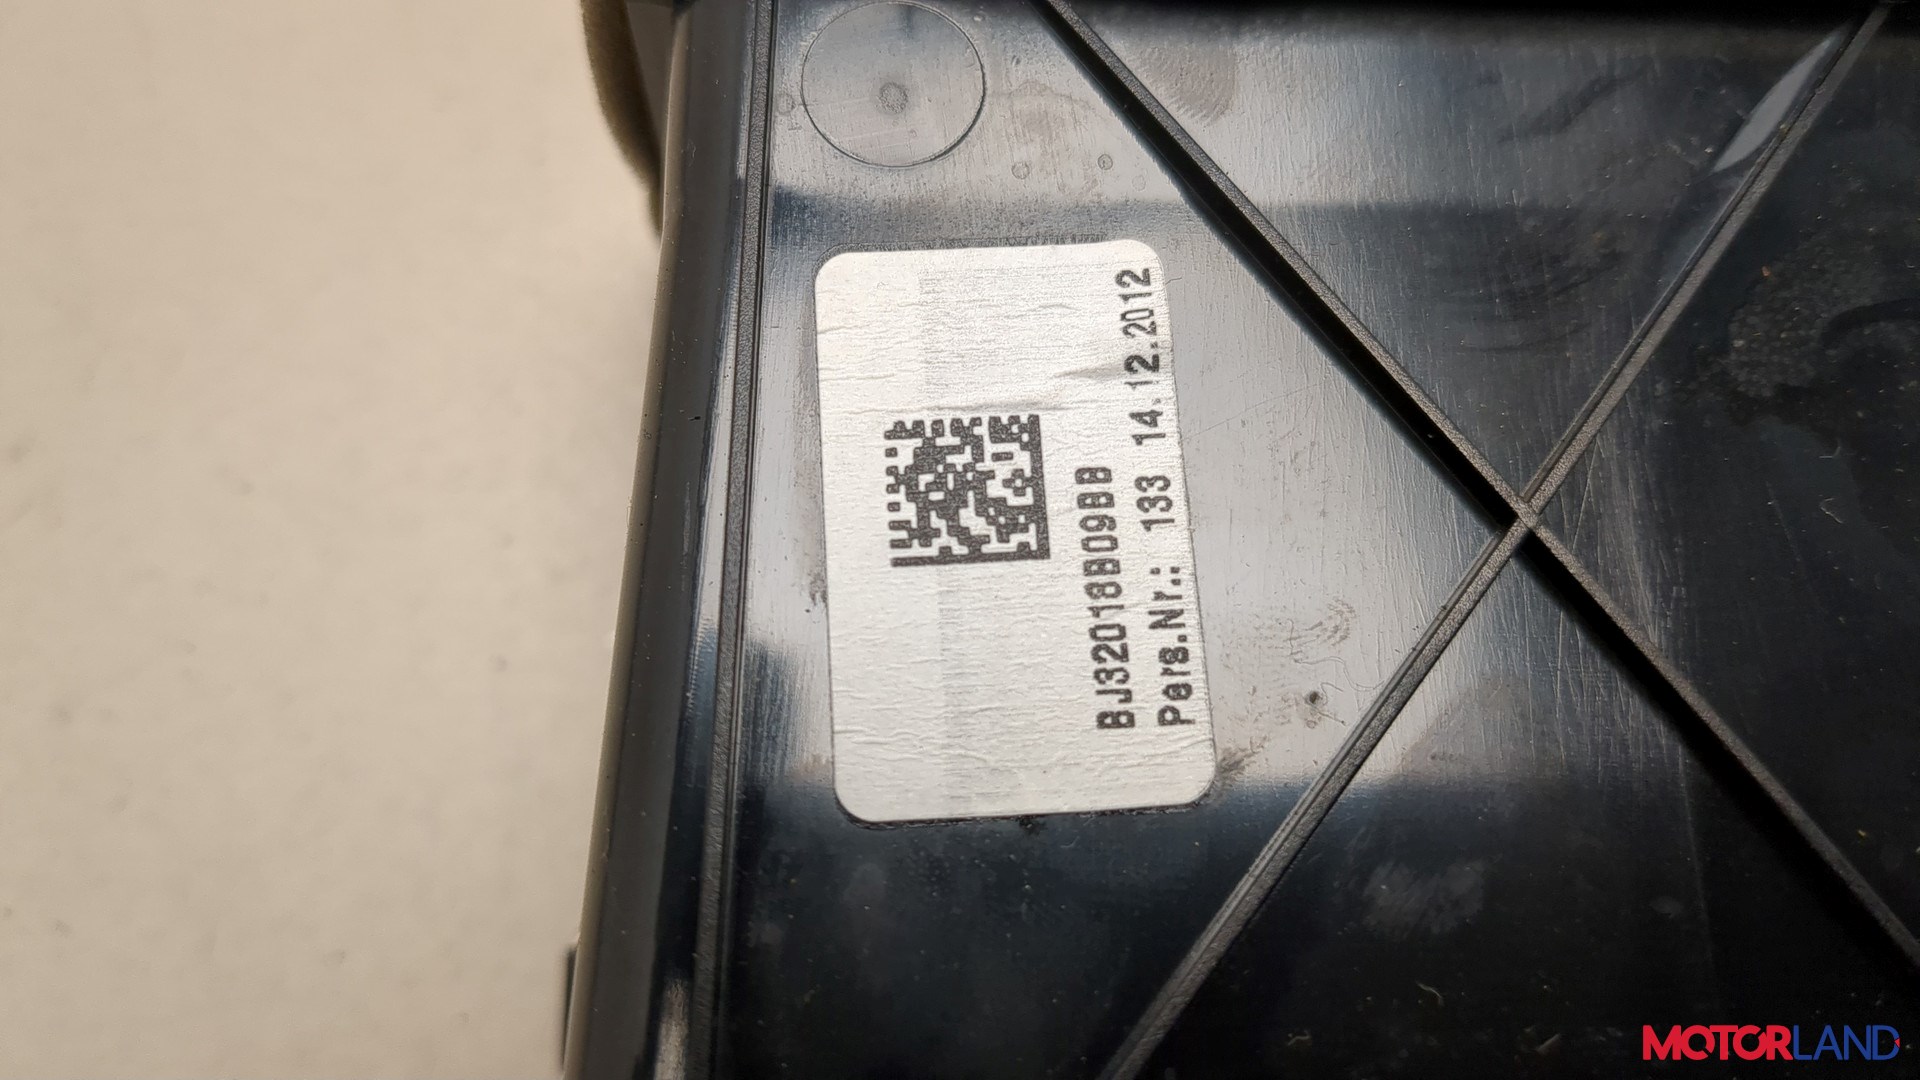 BJ32018B09BB
Pers.Nr.: 133 14.12.2012
MOTORLAND